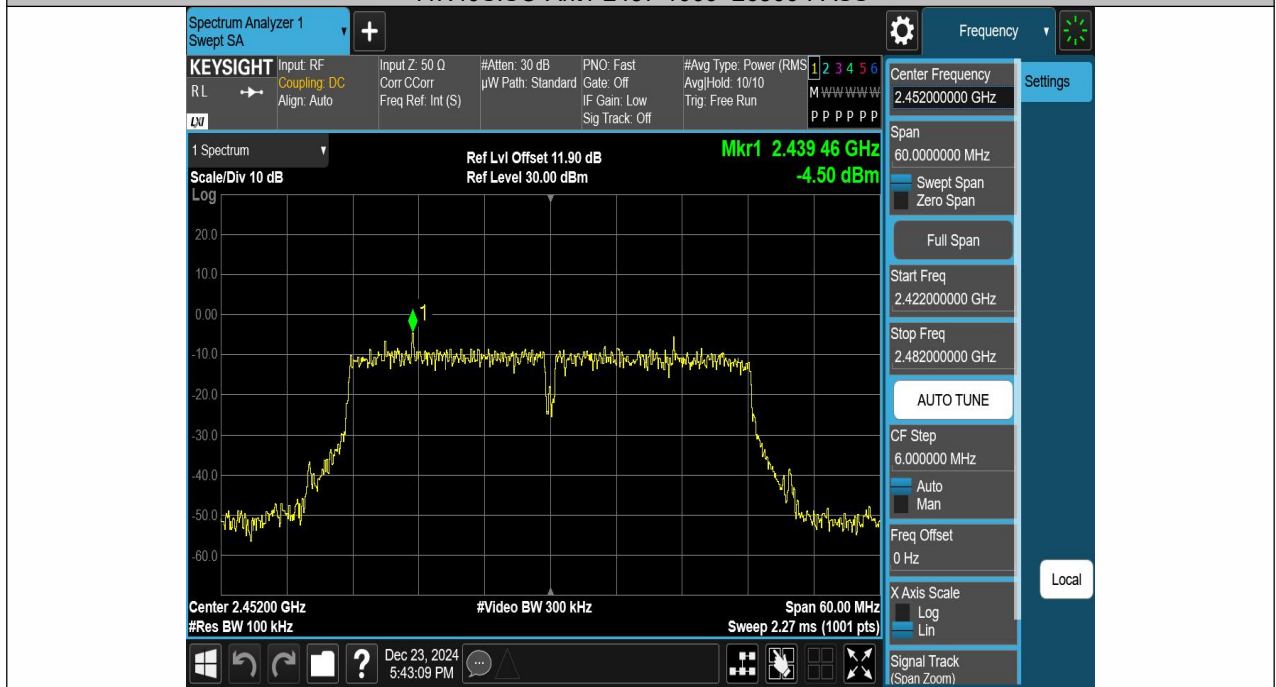 Spectrum Analyzer 1
Swept SA
+
Frequency
KEYSIGHT
RL
LXI
Input: RF
Coupling: DC
Align: Auto
Input Z: 50 Ω
Corr CCorr
Freq Ref: Int (S)
#Atten: 30 dB
µW Path: Standard
PNO: Fast
Gate: Off
IF Gain: Low
Sig Track: Off
#Avg Type: Power (RMS
Avg|Hold: 10/10
Trig: Free Run
1 2 3 4 5 6
M W W W W W
P P P P P P
1 Spectrum
Scale/Div 10 dB
Ref Lvl Offset 11.90 dB
Ref Level 30.00 dBm
Mkr1 2.439 46 GHz
-4.50 dBm
Log
20.0
10.0
0.00
-10.0
-20.0
-30.0
-40.0
-50.0
-60.0
1
Center 2.45200 GHz
#Res BW 100 kHz
#Video BW 300 kHz
Span 60.00 MHz
Sweep 2.27 ms (1001 pts)
?
Dec 23, 2024
5:43:09 PM
Center Frequency
2.452000000 GHz
Settings
Span
60.0000000 MHz
Swept Span
Zero Span
Full Span
Start Freq
2.422000000 GHz
Stop Freq
2.482000000 GHz
AUTO TUNE
CF Step
6.000000 MHz
Auto
Man
Freq Offset
0 Hz
Local
X Axis Scale
Log
Lin
Signal Track
(Span Zoom)